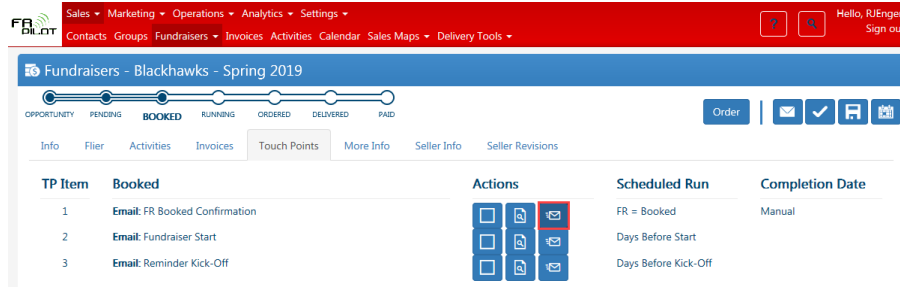 Sales Marketing Operations Analytics Settings
Hello, RJEnger
FR PILOT
? Sign ou
Contacts Groups Fundraisers Invoices Activities Calendar Sales Maps Delivery Tools
Fundraisers - Blackhawks - Spring 2019
OPPORTUNITY PENDING BOOKED RUNNING ORDERED DELIVERED PAID
Order
Info Flier Activities Invoices Touch Points More Info Seller Info Seller Revisions
TP Item Booked Actions Scheduled Run Completion Date
1 Email: FR Booked Confirmation FR = Booked Manual
2 Email: Fundraiser Start Days Before Start
3 Email: Reminder Kick-Off Days Before Kick-Off